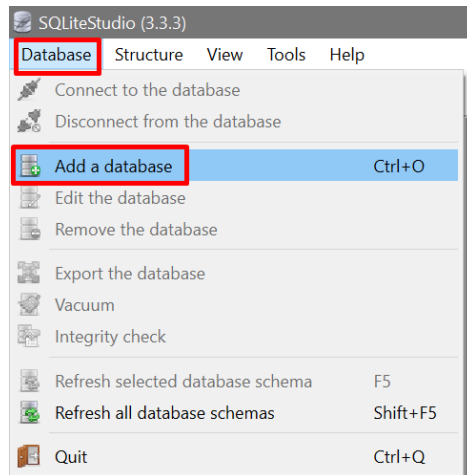 SQLiteStudio (3.3.3)
Database Structure View Tools Help
Connect to the database
Disconnect from the database
Add a database Ctrl+O
Edit the database
Remove the database
Export the database
Vacuum
Integrity check
Refresh selected database schema F5
Refresh all database schemas Shift+F5
Quit Ctrl+Q